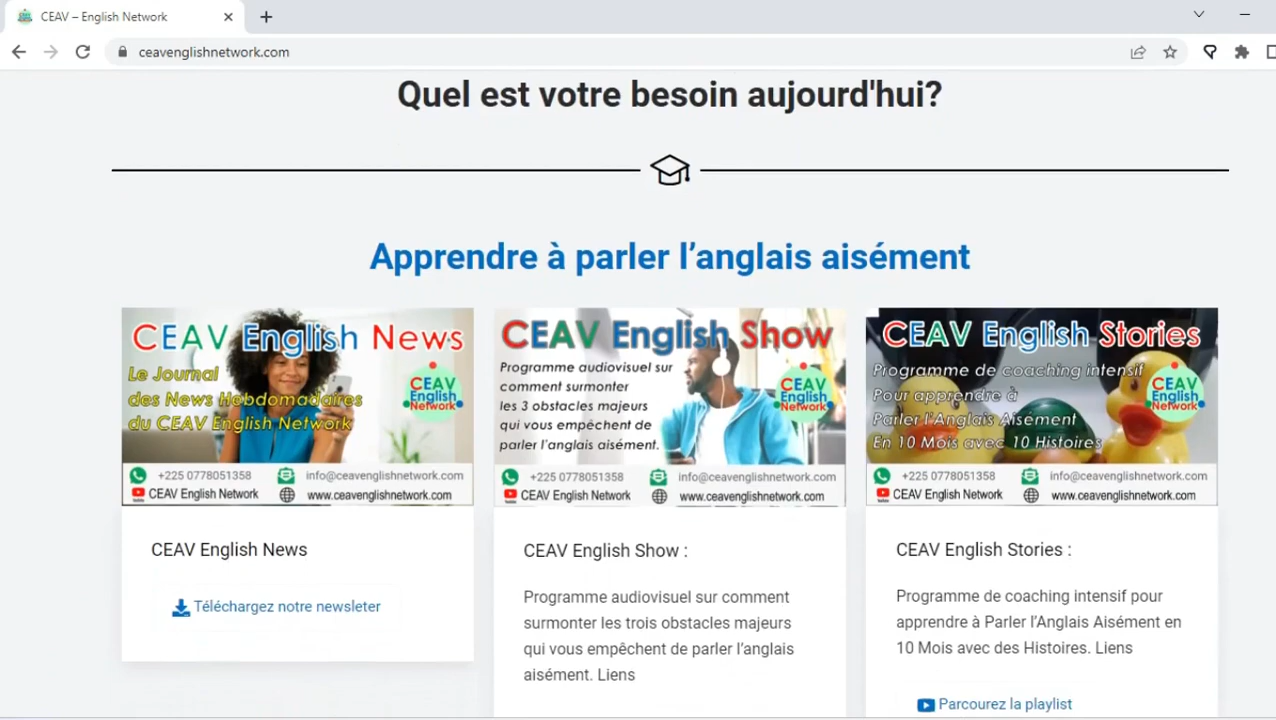 CEAV – English Network
ceavenglishnetwork.com
Quel est votre besoin aujourd'hui?
Apprendre à parler l’anglais aisément
CEAV English News
Le Journal
des News Hebdomadaires
du CEAV English Network
CEAV
English
Network
+225 0778051358
info@ceavenglishnetwork.com
CEAV English Network
www.ceavenglishnetwork.com
CEAV English News
Téléchargez notre newsleter
CEAV English Show
Programme audiovisuel sur
comment surmonter
les 3 obstacles majeurs
qui vous empêchent de
parler l'anglais aisément.
CEAV
English
Network
+225 0778051358
info@ceavenglishnetwork.com
CEAV English Network
www.ceavenglishnetwork.com
CEAV English Show :
Programme audiovisuel sur comment
surmonter les trois obstacles majeurs
qui vous empêchent de parler l’anglais
aisément. Liens
CEAV English Stories
Programme de coaching intensif
Pour apprendre à
Parler l'Anglais Aisément
En 10 Mois avec 10 Histoires
CEAV
English
Network
+225 0778051358
info@ceavenglishnetwork.com
CEAV English Network
www.ceavenglishnetwork.com
CEAV English Stories :
Programme de coaching intensif pour
apprendre à Parler l’Anglais Aisément en
10 Mois avec des Histoires. Liens
Parcourez la playlist